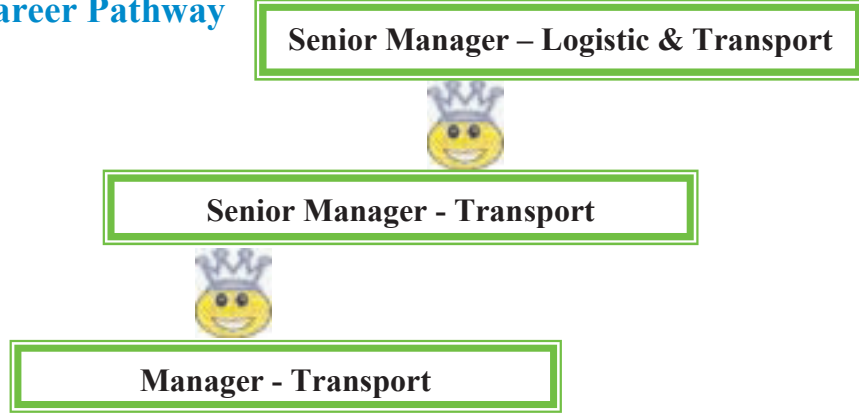 areer Pathway
Senior Manager – Logistic & Transport
Senior Manager - Transport
Manager - Transport